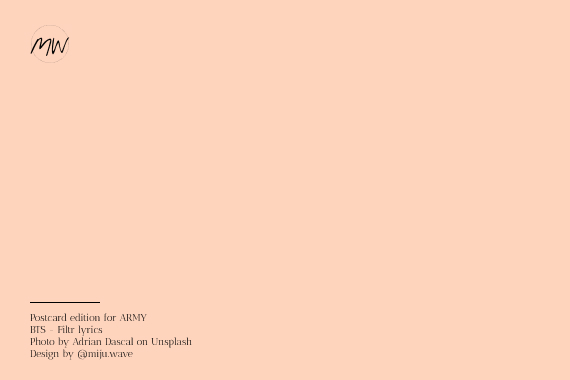 MW
Postcard edition for ARMY
BTS - Filtr lyrics
Photo by Adrian Dascal on Unsplash
Design by @miju.wave